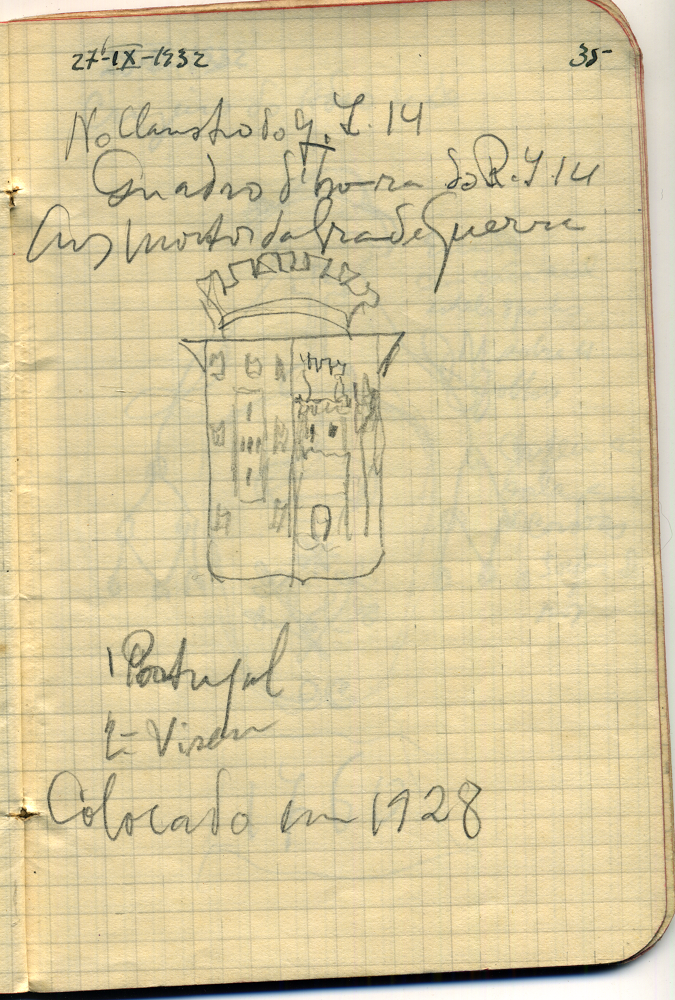 27-IX-1932
35
No Claustro do q. I. 14
Quadro d'honra do R. I. 14
Aos mortos da Grande Guerra
1 Portugal
2- Viseu
Colocado em 1928